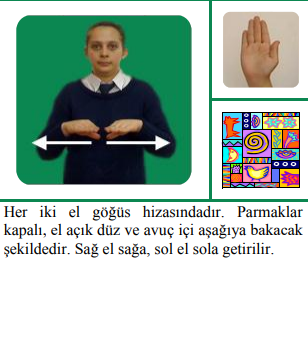 Her iki el göğüs hizasındadır. Parmaklar
kapalı, el açık düz ve avuç içi aşağıya bakacak
şekildedir. Sağ el sağa, sol el sola getirilir.